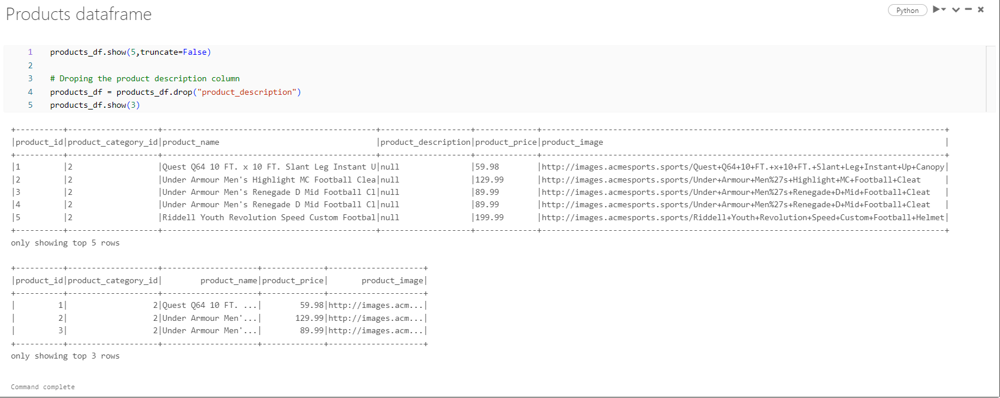 Products dataframe
Python
1 products_df.show(5,truncate=False)
2
3 # Droping the product description column
4 products_df = products_df.drop("product_description")
5 products_df.show(3)
+----------+-------------------+---------------------------------------------+-------------------+-------------+-------------------------------------------------------------------------------------+
|product_id|product_category_id|product_name                                 |product_description|product_price|product_image                                                                        |
+----------+-------------------+---------------------------------------------+-------------------+-------------+-------------------------------------------------------------------------------------+
|1         |2                  |Quest Q64 10 FT. x 10 FT. Slant Leg Instant U|null               |59.98        |http://images.acmesports.sports/Quest+Q64+10+FT.+x+10+FT.+Slant+Leg+Instant+Up+Canopy|
|2         |2                  |Under Armour Men's Highlight MC Football Clea|null               |129.99       |http://images.acmesports.sports/Under+Armour+Men%27s+Highlight+MC+Football+Cleat     |
|3         |2                  |Under Armour Men's Renegade D Mid Football Cl|null               |89.99        |http://images.acmesports.sports/Under+Armour+Men%27s+Renegade+D+Mid+Football+Cleat   |
|4         |2                  |Under Armour Men's Renegade D Mid Football Cl|null               |89.99        |http://images.acmesports.sports/Under+Armour+Men%27s+Renegade+D+Mid+Football+Cleat   |
|5         |2                  |Riddell Youth Revolution Speed Custom Footbal|null               |199.99       |http://images.acmesports.sports/Riddell+Youth+Revolution+Speed+Custom+Football+Helmet|
+----------+-------------------+---------------------------------------------+-------------------+-------------+-------------------------------------------------------------------------------------+
only showing top 5 rows
+----------+-------------------+--------------------+-------------+--------------------+
|product_id|product_category_id|        product_name|product_price|       product_image|
+----------+-------------------+--------------------+-------------+--------------------+
|         1|                  2|Quest Q64 10 FT. ...|        59.98|http://images.acm...|
|         2|                  2|Under Armour Men'...|       129.99|http://images.acm...|
|         3|                  2|Under Armour Men'...|        89.99|http://images.acm...|
+----------+-------------------+--------------------+-------------+--------------------+
only showing top 3 rows
Command complete